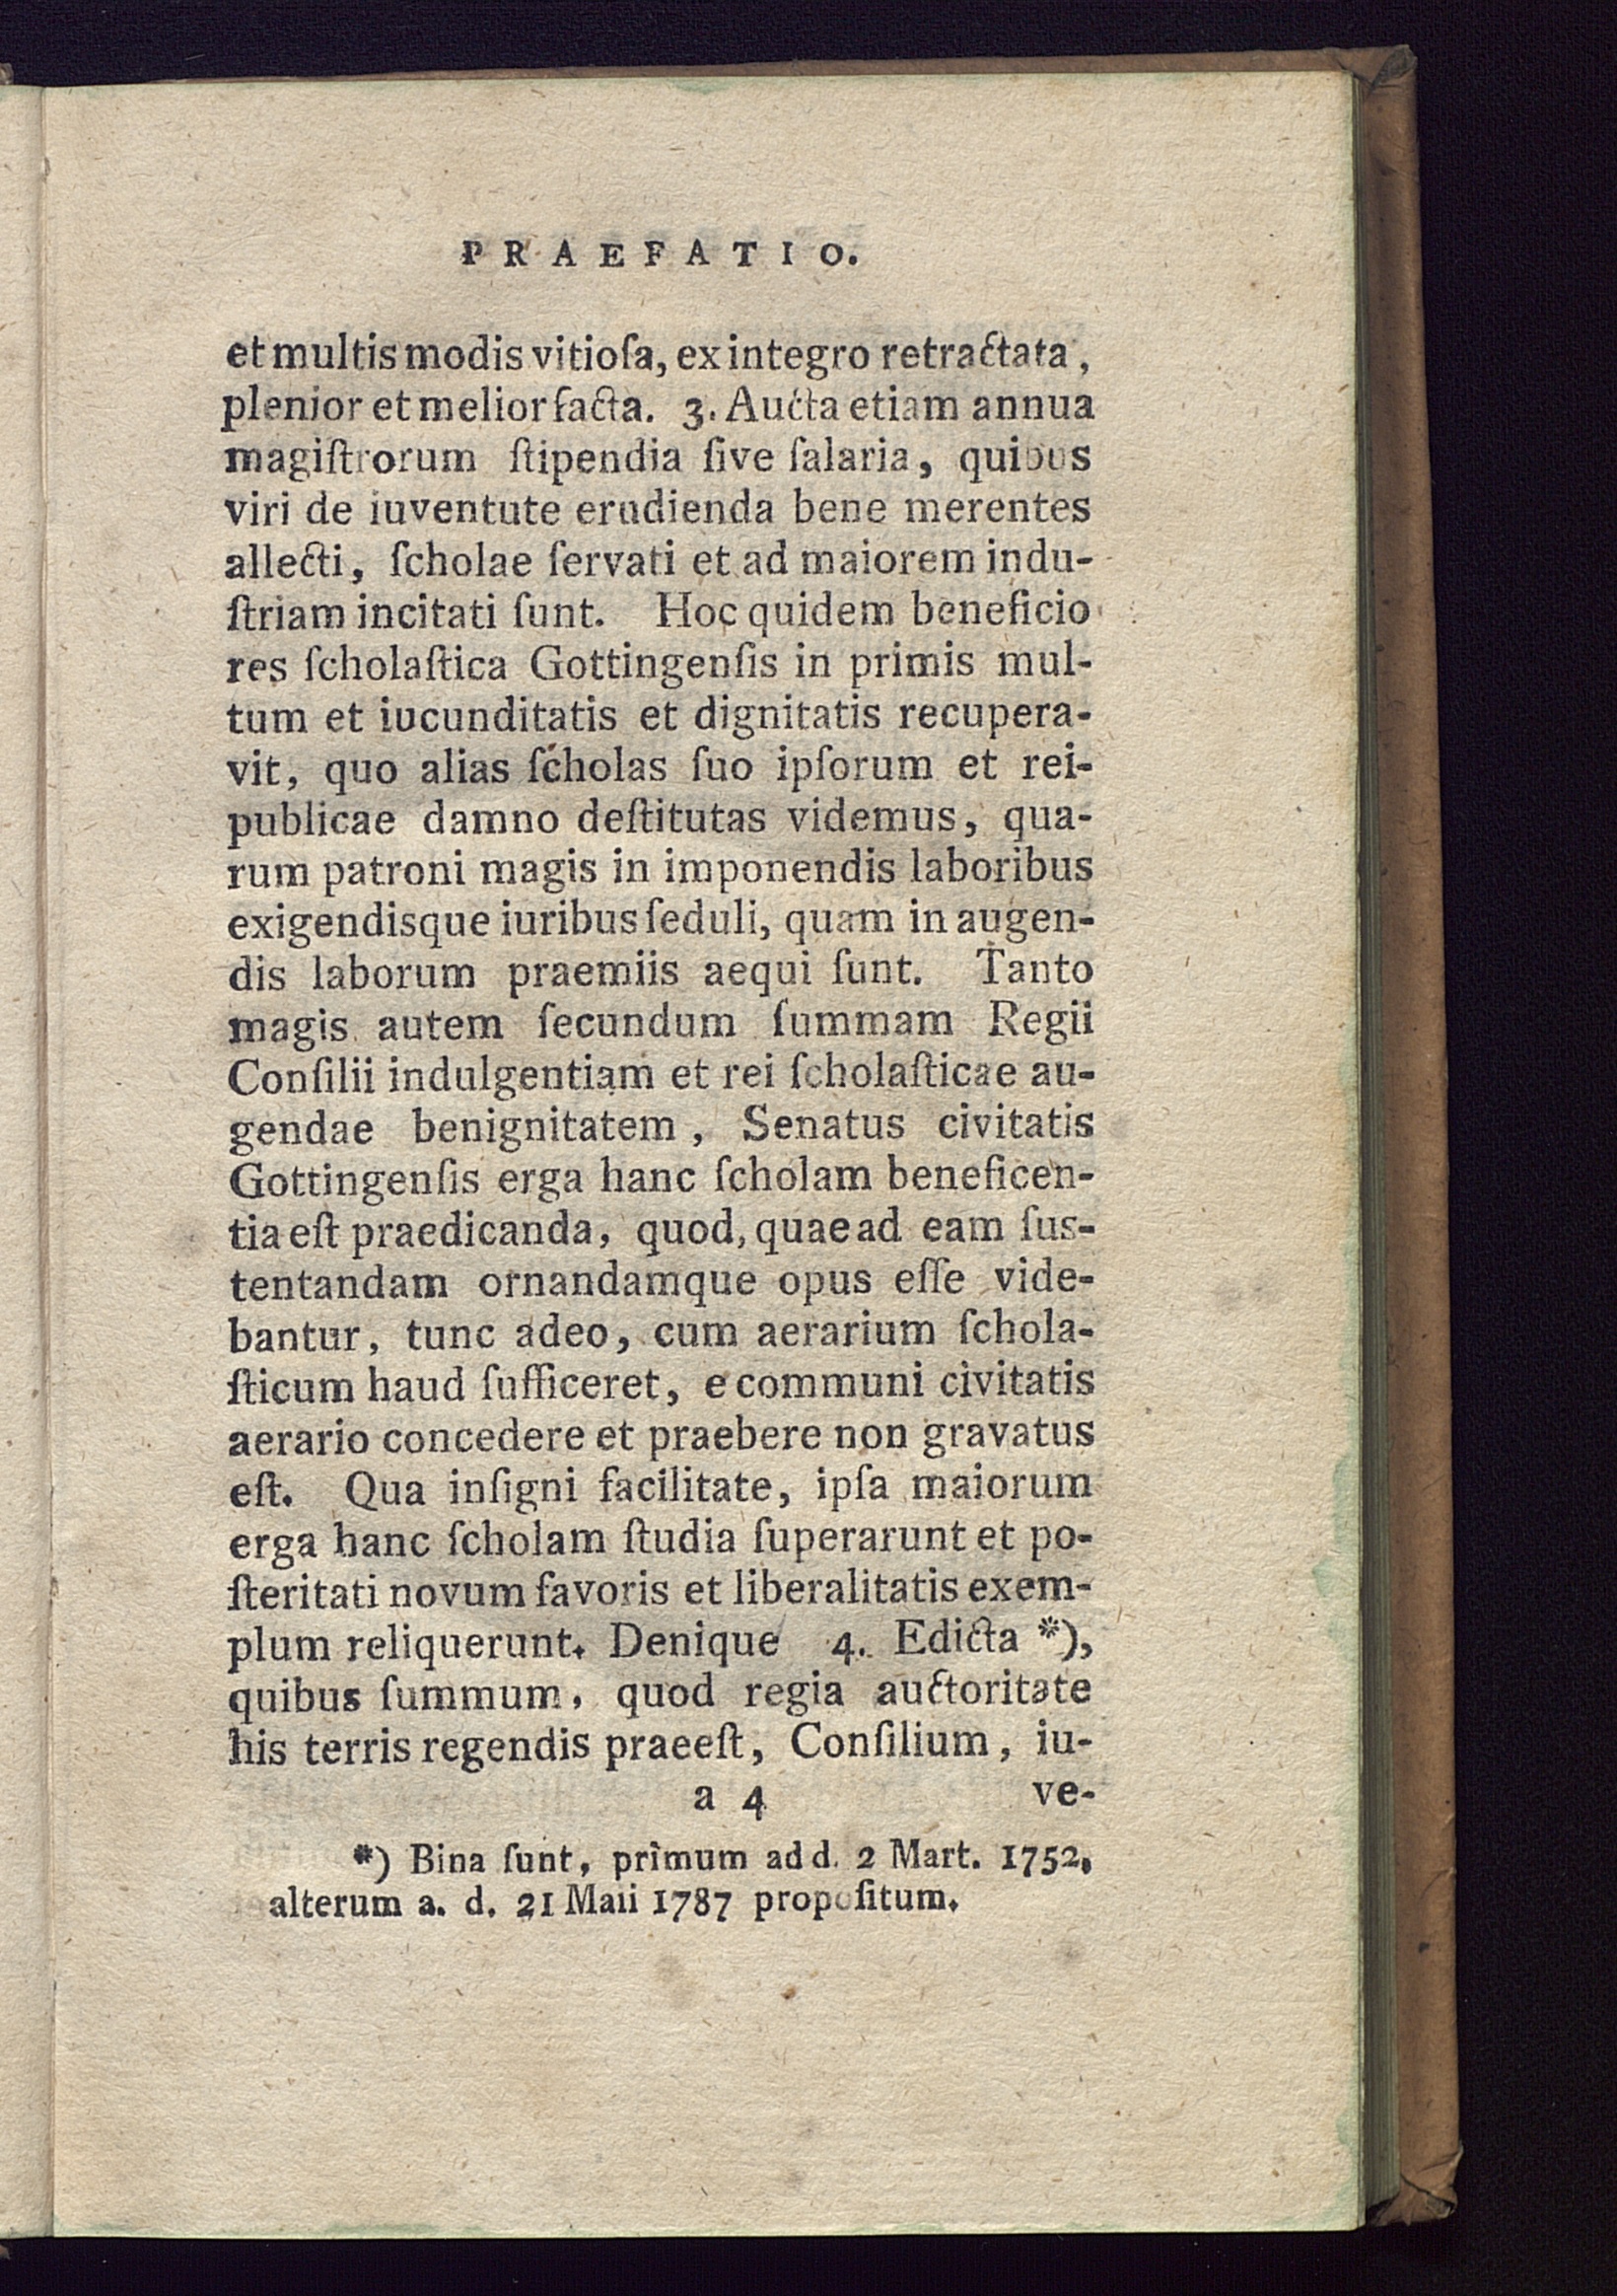 PRAEFATIO.
et multis modis vitioſa, ex integro retractata,
plenior et melior facta. 3. Aucta etiam annua
magiſtrorum ſtipendia ſive ſalaria, quibus
viri de iuventute erudienda bene merentes
allecti, ſcholae ſervati et ad maiorem indu-
ſtriam incitati ſunt. Hoc quidem beneficio
res ſcholaſtica Gottingenſis in primis mul-
tum et iucunditatis et dignitatis recupera-
vit, quo alias ſcholas ſuo ipſorum et rei-
publicae damno deſtitutas videmus, qua-
rum patroni magis in imponendis laboribus
exigendisque iuribus ſeduli, quam in augen-
dis laborum praemiis aequi ſunt. Tanto
magis autem ſecundum ſummam Regii
Conſilii indulgentiam et rei ſcholaſticae au-
gendae benignitatem, Senatus civitatis
Gottingenſis erga hanc ſcholam beneficen-
tia eſt praedicanda, quod, quae ad eam ſus-
tentandam ornandamque opus eſſe vide-
bantur, tunc adeo, cum aerarium ſchola-
ſticum haud ſufficeret, e communi civitatis
aerario concedere et praebere non gravatus
eſt. Qua inſigni facilitate, ipſa maiorum
erga hanc ſcholam ſtudia ſuperarunt et po-
ſteritati novum favoris et liberalitatis exem-
plum reliquerunt. Denique 4. Edicta *),
quibus ſummum, quod regia auctoritate
his terris regendis praeeſt, Conſilium, iu-
a 4 ve-
*) Bina ſunt, primum ad d. 2 Mart. 1752,
alterum a. d. 21 Maii 1787 propoſitum.